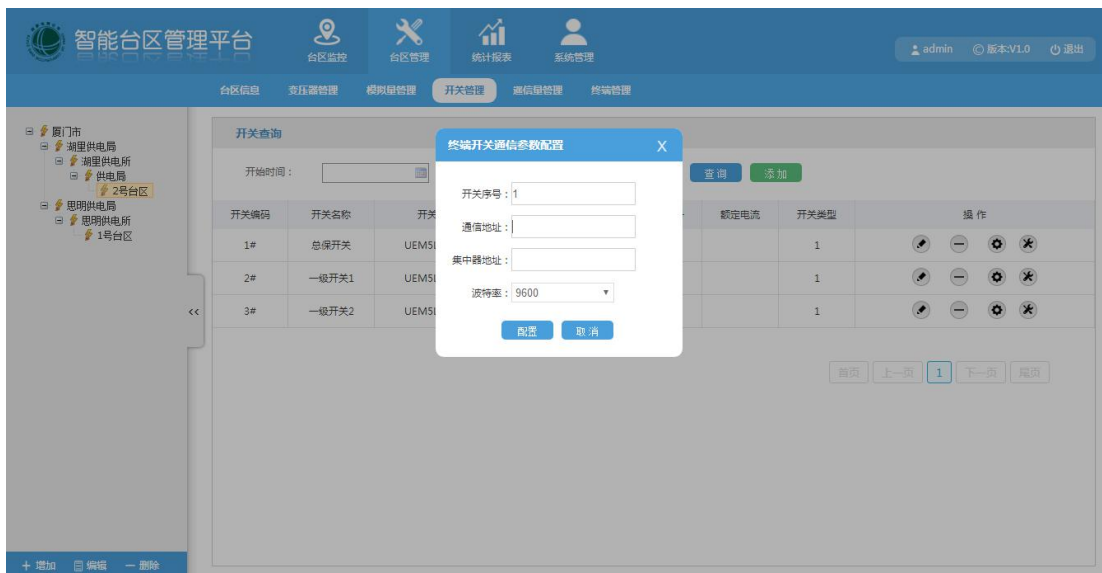 智能台区管理平台
台区监控
台区管理
统计报表
系统管理
admin
© 版本:V1.0
退出
台区信息
变压器管理
模拟量管理
开关管理
遥信量管理
终端管理
厦门市
湖里供电局
湖里供电所
供电局
2号台区
思明供电局
思明供电所
1号台区
<<
+ 增加
编辑
— 删除
开关查询
开始时间：
查询
添加
开关编码 开关名称 开关 额定电流 开关类型 操作
1# 总保开关 UEM5L 1
2# 一级开关1 UEM5L 1
3# 一级开关2 UEM5L 1
首页 上一页 1 下一页 尾页
终端开关通信参数配置 X
开关序号：1
通信地址：
集中器地址：
波特率：9600
配置 取消